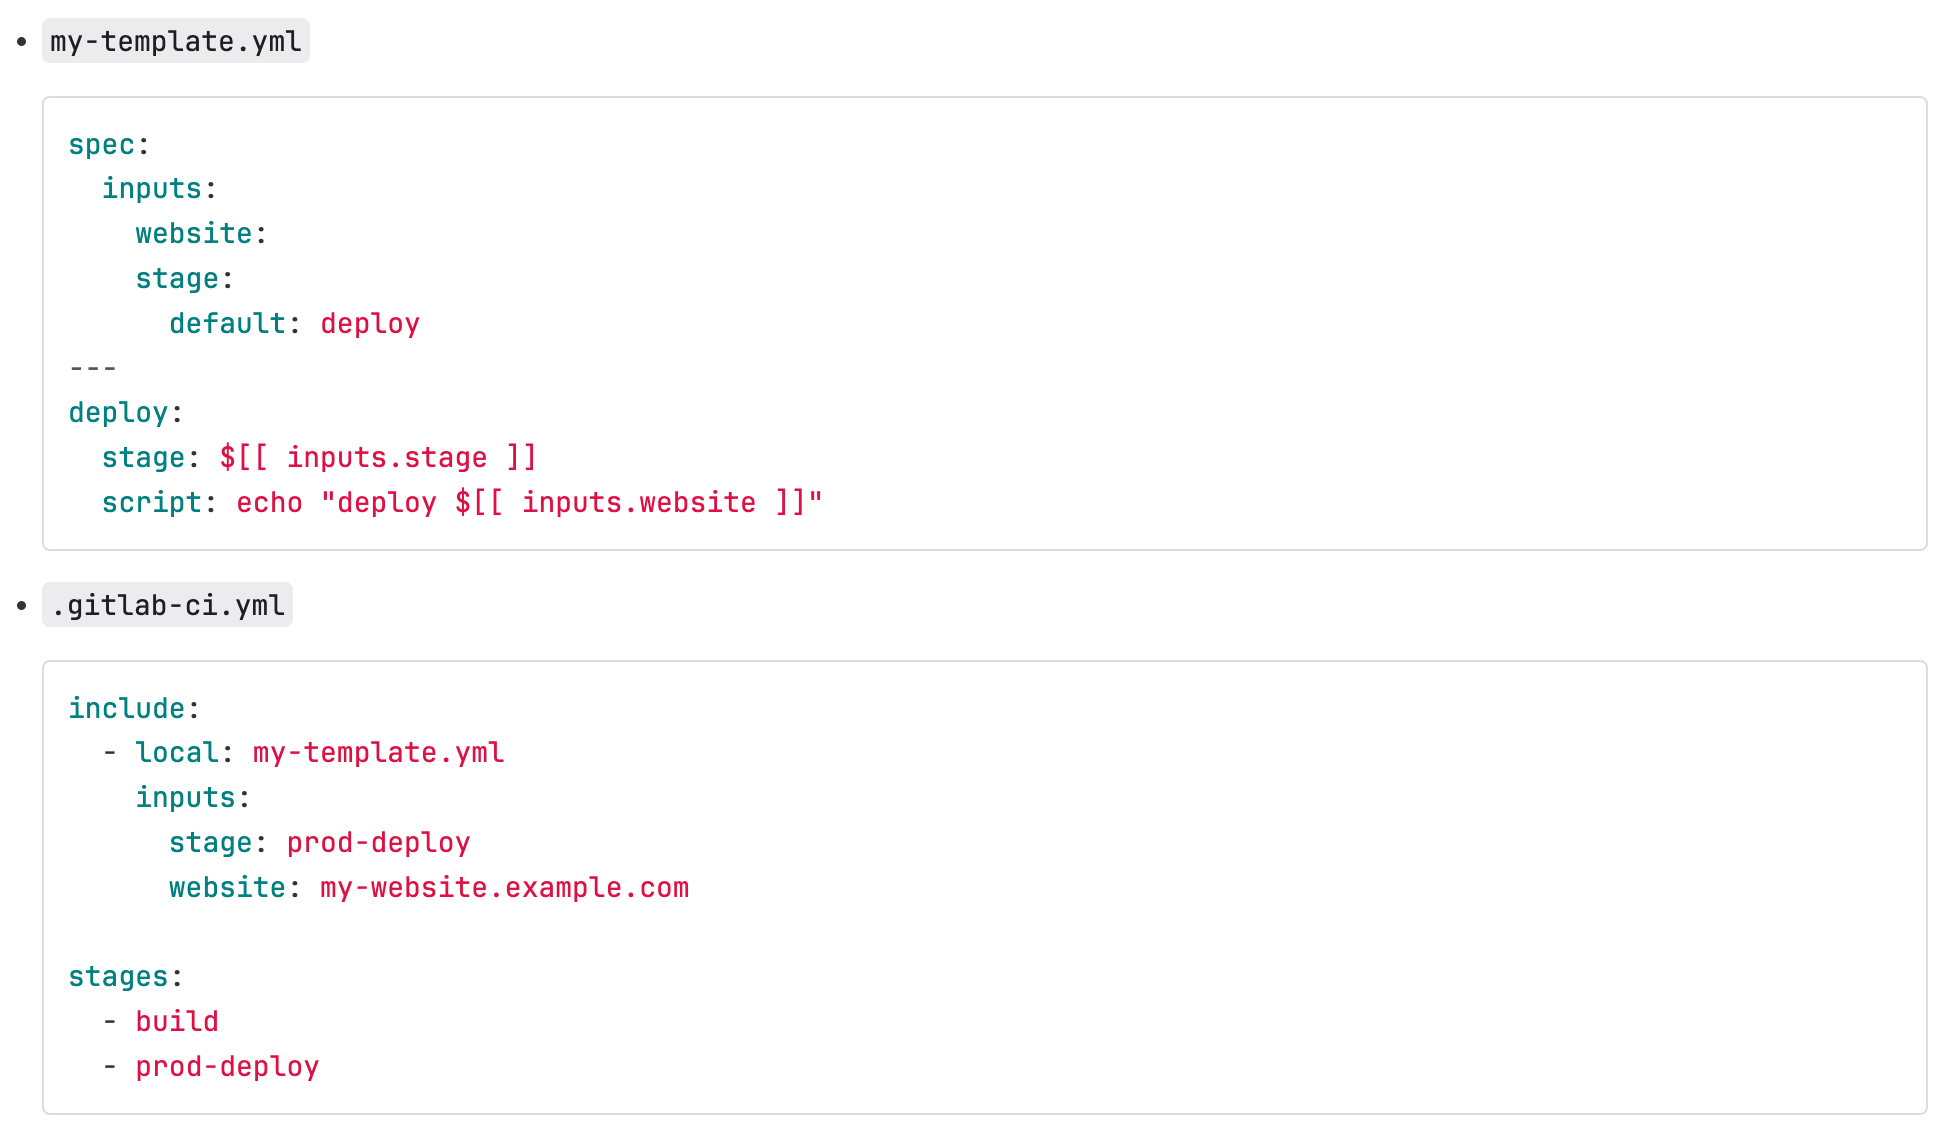 • my-template.yml
spec:
  inputs:
    website:
    stage:
      default: deploy
---
deploy:
  stage: $[[ inputs.stage ]]
  script: echo "deploy $[[ inputs.website ]]"
• .gitlab-ci.yml
include:
  - local: my-template.yml
    inputs:
      stage: prod-deploy
      website: my-website.example.com

stages:
  - build
  - prod-deploy